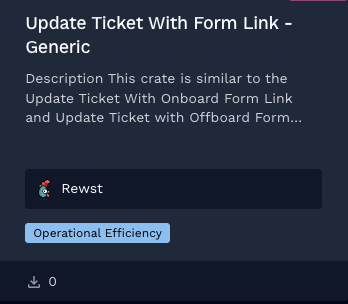 Update Ticket With Form Link -
Generic
Description This crate is similar to the
Update Ticket With Onboard Form Link
and Update Ticket with Offboard Form...
Rewst
Operational Efficiency
0